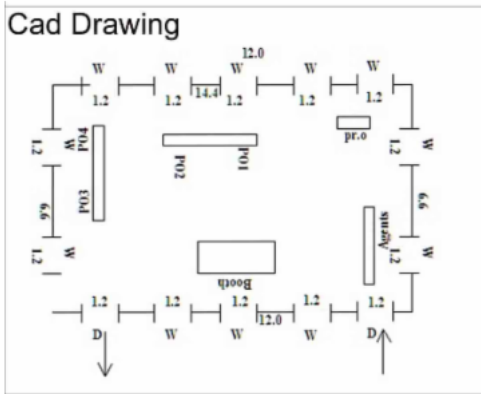 Cad Drawing
12.0
W W W W W
1.2 1.2 14.4 1.2 1.2 1.2
pr.o
PO4
PO3
PO2
PO1
1.2 W
6.6
1.2 W
1.2 W
6.6
1.2 W
Agents
Booth
1.2 1.2 1.2 1.2 1.2
12.0
D W W W D